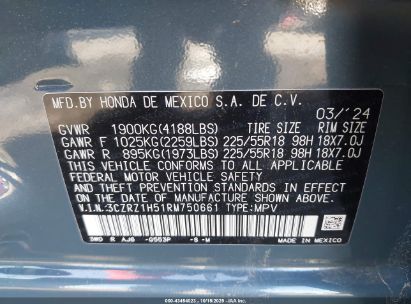 MFD.BY HONDA DE MEXICO S.A. DE C.V.
03/'24
GVWR 1900KG(4188LBS) TIRE SIZE RIM SIZE
GAWR F 1025KG(2259LBS) 225/55R18 98H 18X7.0J
GAWR R 895KG(1973LBS) 225/55R18 98H 18X7.0J
THIS VEHICLE CONFORMS TO ALL APPLICABLE
FEDERAL MOTOR VEHICLE SAFETY AND
THEFT PREVENTION STANDARDS IN EFFECT ON
THE DATE OF MANUFACTURE SHOWN ABOVE.
V.I.N.3CZRZ1H51RM750661 TYPE:MPV